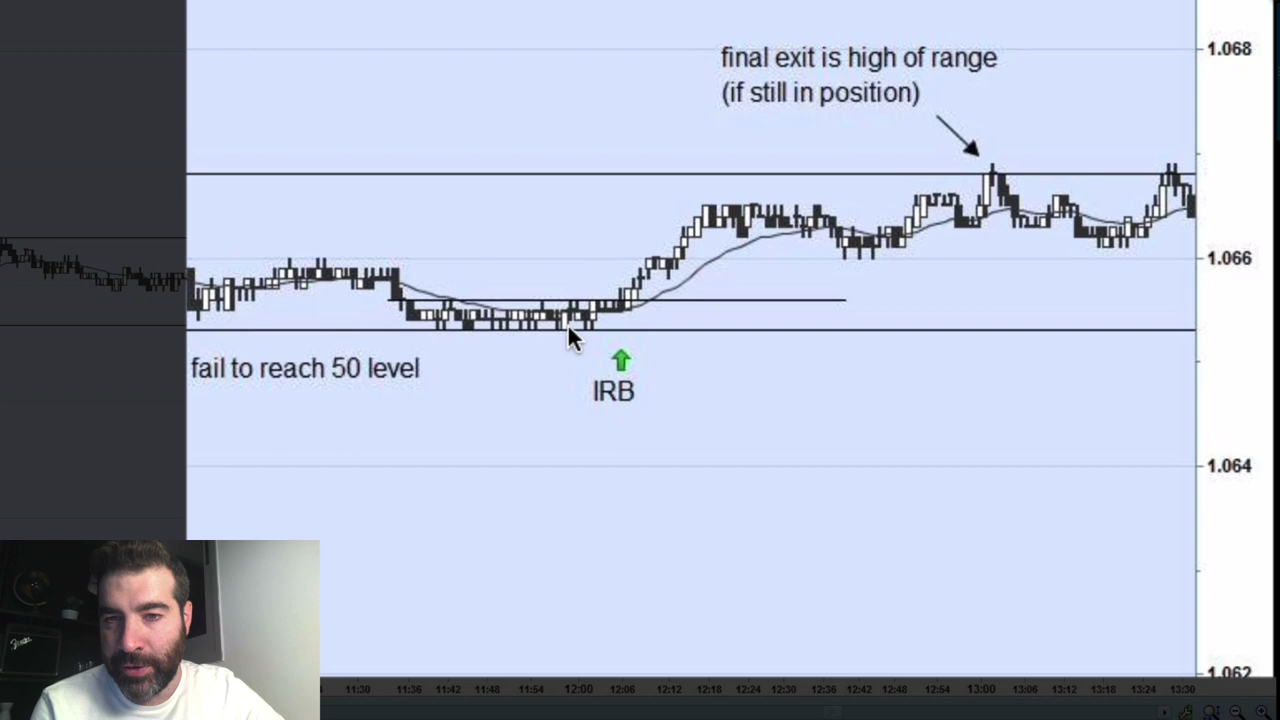 final exit is high of range
(if still in position)
1.068
1.066
fail to reach 50 level
IRB
1.064
1.062
11:30 11:36 11:42 11:48 11:54 12:00 12:06 12:12 12:18 12:24 12:30 12:36 12:42 12:48 12:54 13:00 13:06 13:12 13:18 13:24 13:30